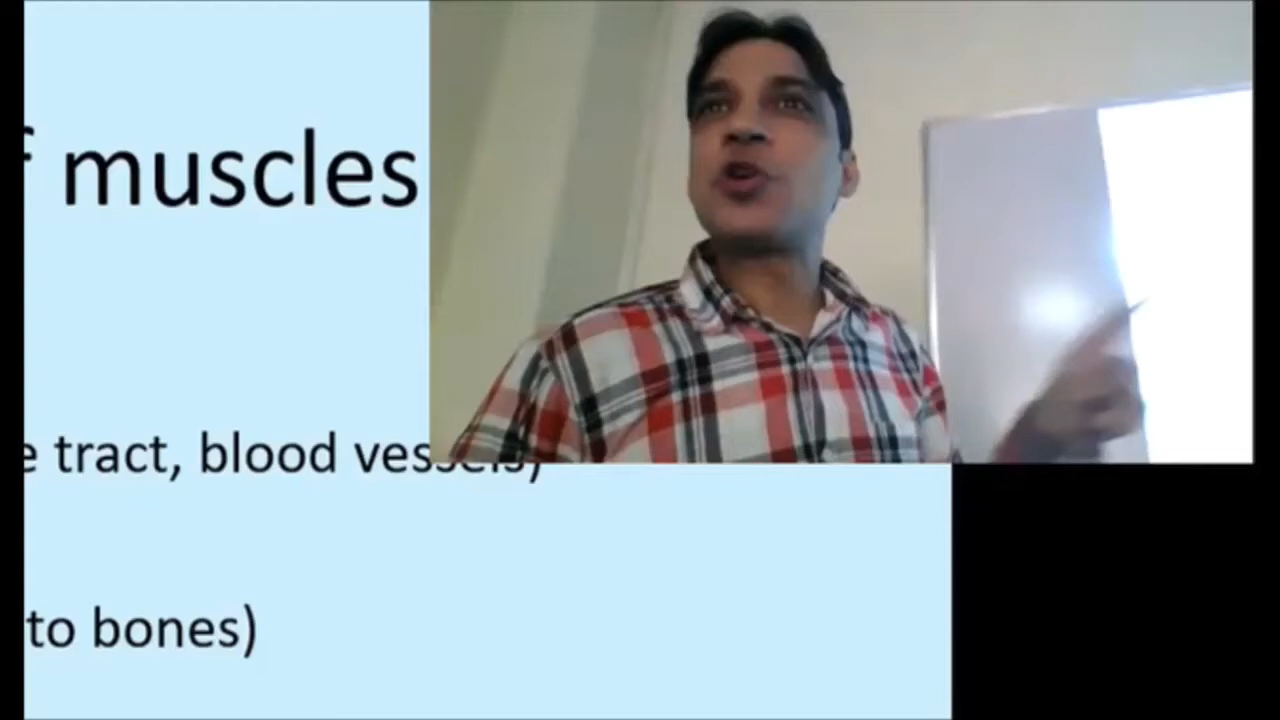 f muscles
e tract, blood vessels)
to bones)